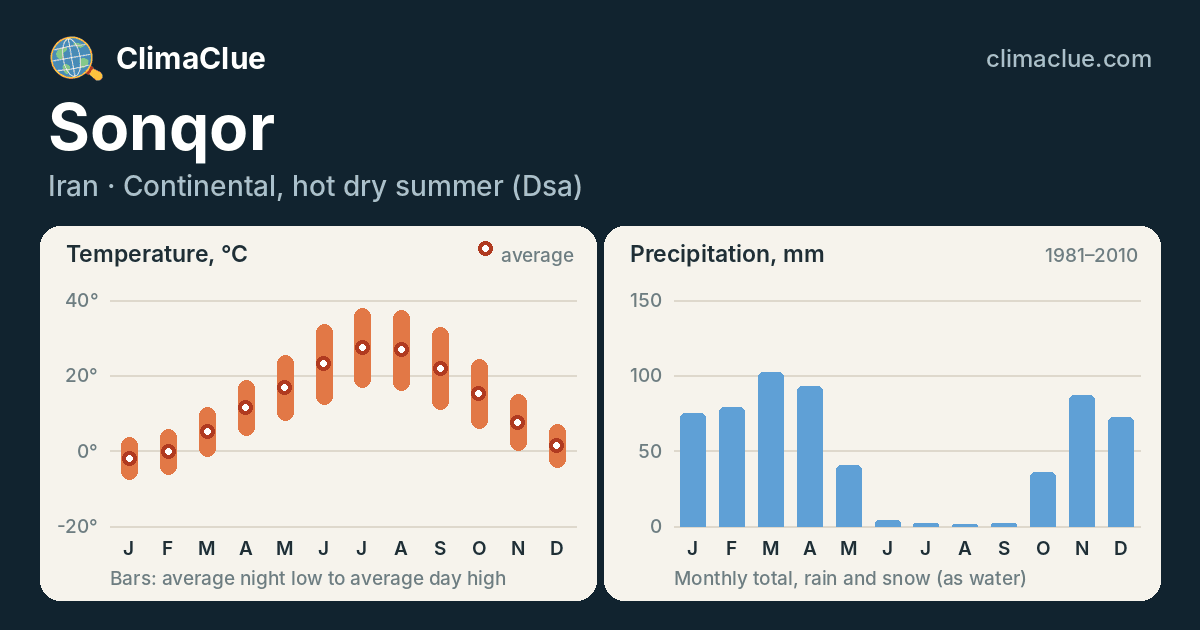 ClimaClue
climaclue.com
Sonqor
Iran · Continental, hot dry summer (Dsa)
Temperature, °C
average
40°
20°
0°
-20°
J F M A M J J A S O N D
Bars: average night low to average day high
Precipitation, mm
1981–2010
150
100
50
0
J F M A M J J A S O N D
Monthly total, rain and snow (as water)